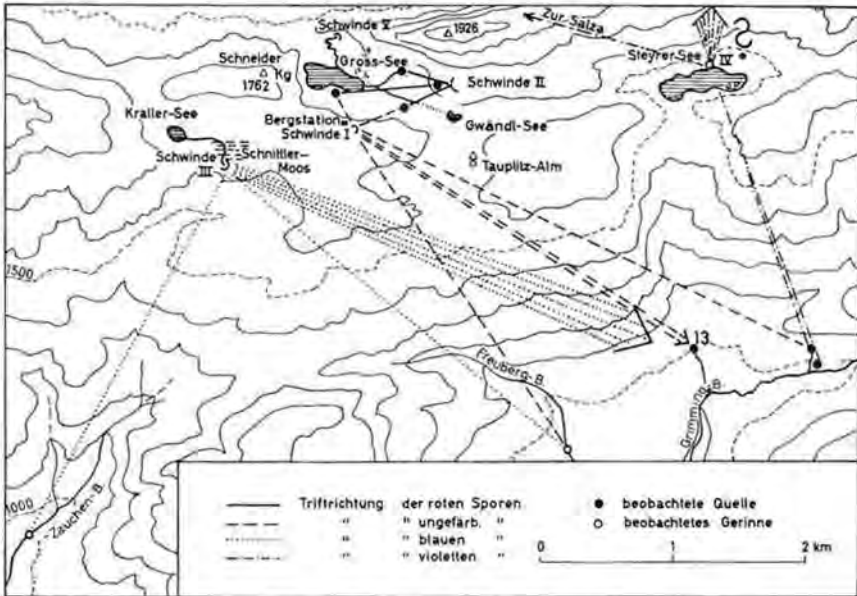 Schwinde V
△ 1926
Zur Salza
Steyrer-See
IV
Schneider
Kg
1762
Gross-See
Schwinde II
Kraller-See
Bergstation
Schwinde I
Gwändl-See
Schwinde
III
Schnittler-
Moos
Tauplitz-Alm
1500
13
Freuberg-B.
Grimming-B.
1000
Zauchen-B.
Triftrichtung der roten Sporen
" " ungefärb. "
" " blauen "
" " violetten "
● beobachtete Quelle
○ beobachtetes Gerinne
0 1 2 km